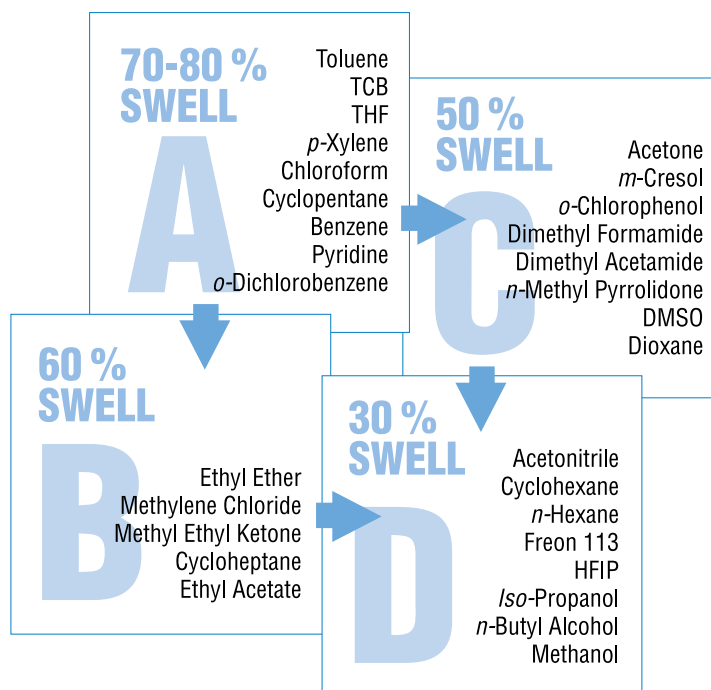 70-80 %
SWELL
A
Toluene
TCB
THF
p-Xylene
Chloroform
Cyclopentane
Benzene
Pyridine
o-Dichlorobenzene
50 %
SWELL
C
Acetone
m-Cresol
o-Chlorophenol
Dimethyl Formamide
Dimethyl Acetamide
n-Methyl Pyrrolidone
DMSO
Dioxane
60 %
SWELL
B
Ethyl Ether
Methylene Chloride
Methyl Ethyl Ketone
Cycloheptane
Ethyl Acetate
30 %
SWELL
D
Acetonitrile
Cyclohexane
n-Hexane
Freon 113
HFIP
Iso-Propanol
n-Butyl Alcohol
Methanol